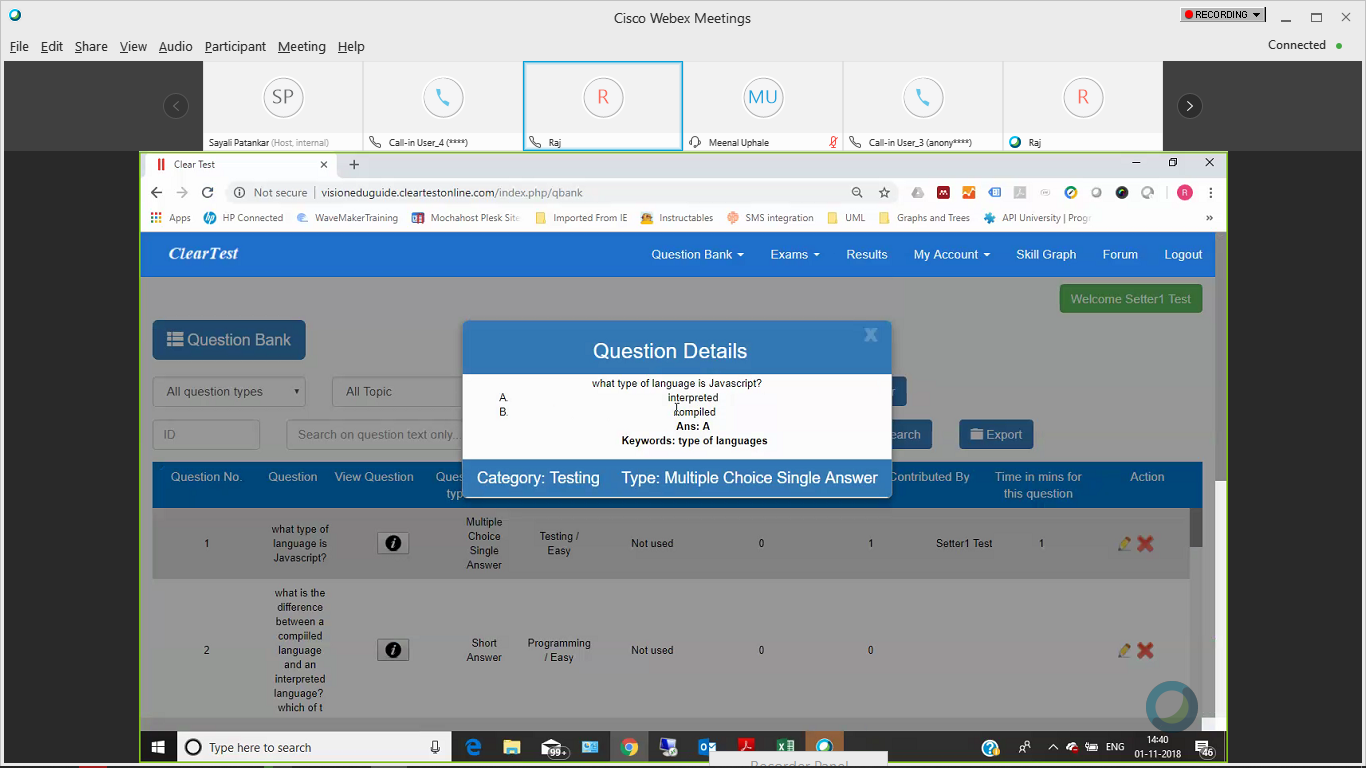 Cisco Webex Meetings
RECORDING
File Edit Share View Audio Participant Meeting Help
Connected
SP
R
MU
R
Sayali Patankar (Host, internal)
Call-in User_4 (****)
Raj
Meenal Uphale
Call-in User_3 (anony****)
Raj
Clear Test
Not secure
visioneduguide.cleartestonline.com/index.php/qbank
R
Apps
HP Connected
WaveMakerTraining
Mochahost Plesk Site
Imported From IE
Instructables
SMS integration
UML
Graphs and Trees
API University | Prog
ClearTest
Question Bank
Exams
Results
My Account
Skill Graph
Forum
Logout
Welcome Setter1 Test
Question Bank
All question types
All Topic
ID
Search on question text only..
earch
Export
Question Details
X
what type of language is Javascript?
A. interpreted
B. compiled
Ans: A
Keywords: type of languages
Category: Testing Type: Multiple Choice Single Answer
Question No.
Question
View Question
Contributed By
Time in mins for
this question
Action
1
what type of
language is
Javascript?
Multiple
Choice
Single
Answer
Testing /
Easy
Not used
0
1
Setter1 Test
1
2
what is the
difference
between a
compiiled
language
and an
interpreted
language?
which of t
Short
Answer
Programming
/ Easy
Not used
0
0
Type here to search
99+
ENG
14:40
01-11-2018
46
Recorder Panel